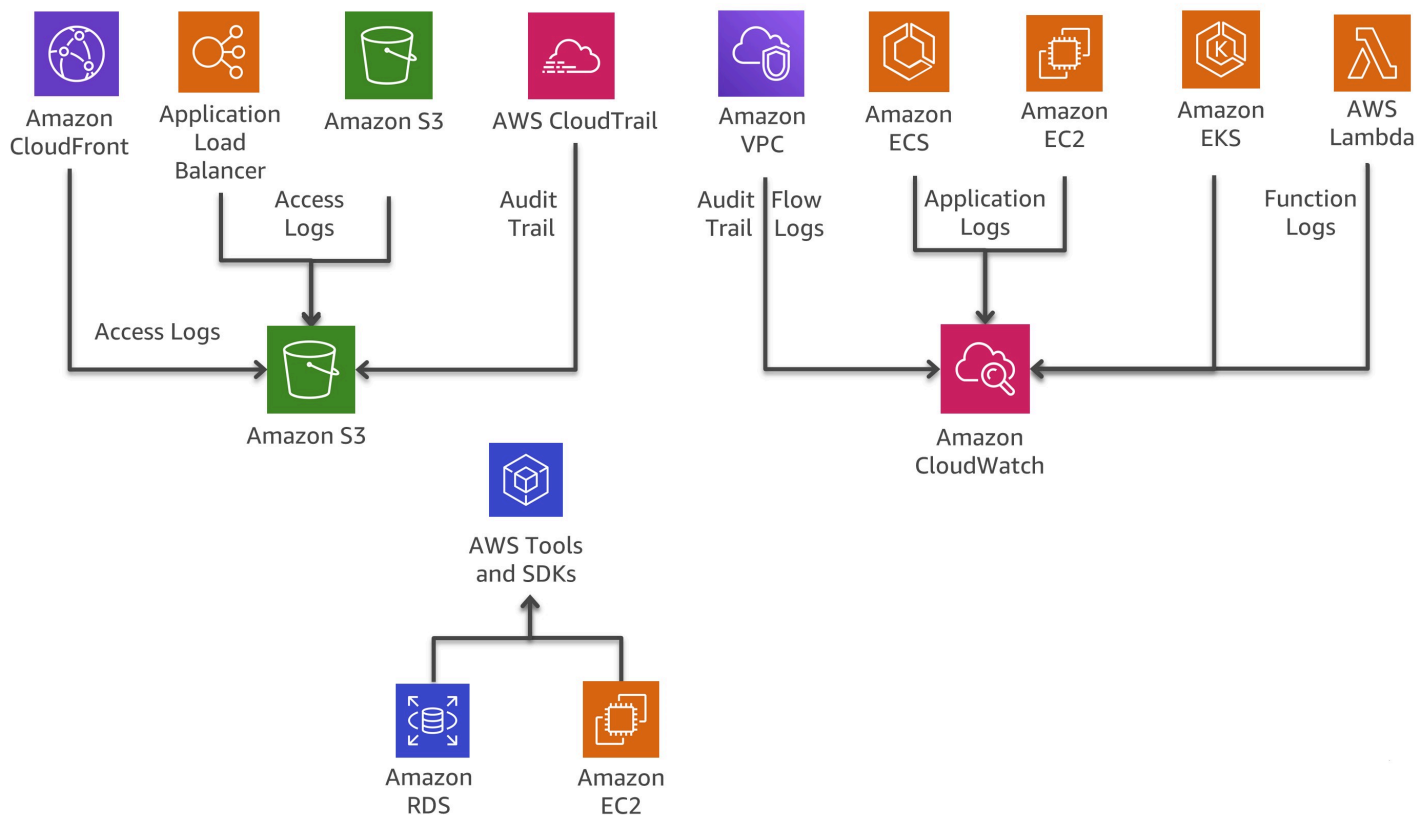 Amazon
CloudFront
Application
Load
Balancer
Amazon S3
AWS CloudTrail
Amazon
VPC
Amazon
ECS
Amazon
EC2
K
Amazon
EKS
AWS
Lambda
Access
Logs
Audit
Trail
Audit
Trail
Flow
Logs
Application
Logs
Function
Logs
Access Logs
Amazon S3
Amazon
CloudWatch
AWS Tools
and SDKs
Amazon
RDS
Amazon
EC2